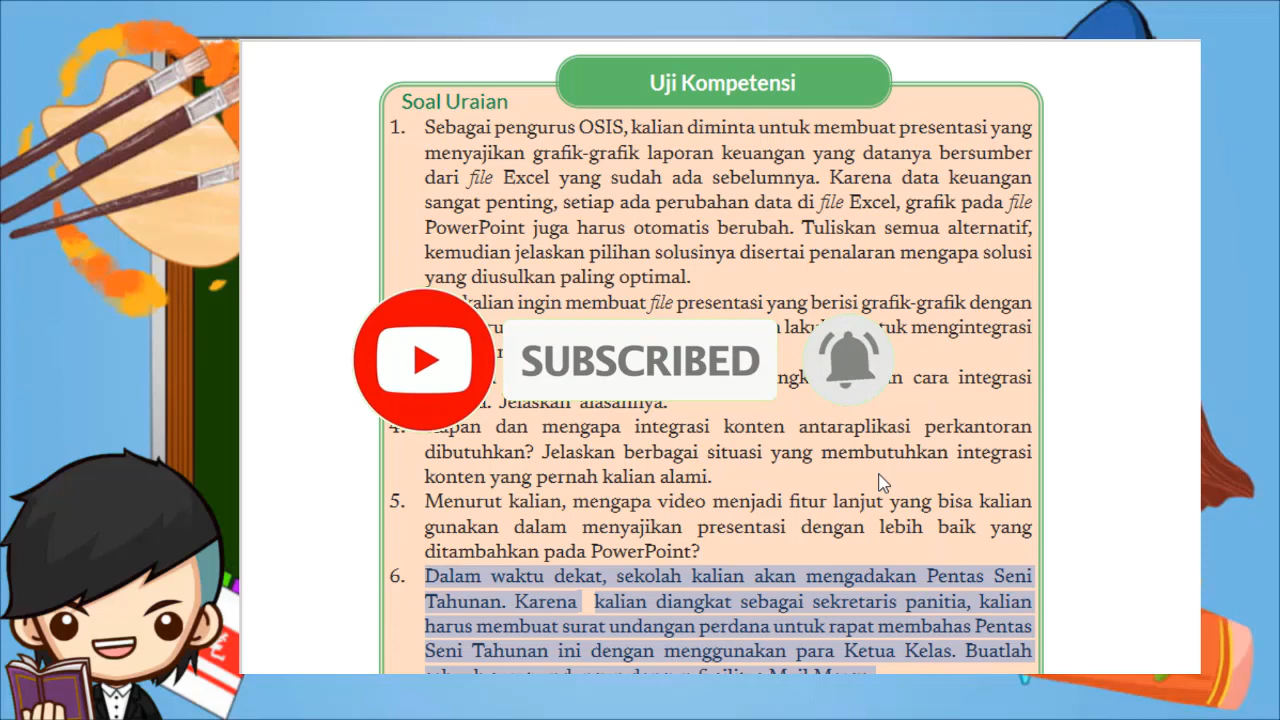 Uji Kompetensi
Soal Uraian
1. Sebagai pengurus OSIS, kalian diminta untuk membuat presentasi yang
menyajikan grafik-grafik laporan keuangan yang datanya bersumber
dari file Excel yang sudah ada sebelumnya. Karena data keuangan
sangat penting, setiap ada perubahan data di file Excel, grafik pada file
PowerPoint juga harus otomatis berubah. Tuliskan semua alternatif,
kemudian jelaskan pilihan solusinya disertai penalaran mengapa solusi
yang diusulkan paling optimal.
kalian ingin membuat file presentasi yang berisi grafik-grafik dengan
mengintegrasi
SUBSCRIBED
cara integrasi
Jelaskan alasannya.
4. dan mengapa integrasi konten antaraplikasi perkantoran
dibutuhkan? Jelaskan berbagai situasi yang membutuhkan integrasi
konten yang pernah kalian alami.
5. Menurut kalian, mengapa video menjadi fitur lanjut yang bisa kalian
gunakan dalam menyajikan presentasi dengan lebih baik yang
ditambahkan pada PowerPoint?
6. Dalam waktu dekat, sekolah kalian akan mengadakan Pentas Seni
Tahunan. Karena kalian diangkat sebagai sekretaris panitia, kalian
harus membuat surat undangan perdana untuk rapat membahas Pentas
Seni Tahunan ini dengan menggunakan para Ketua Kelas. Buatlah